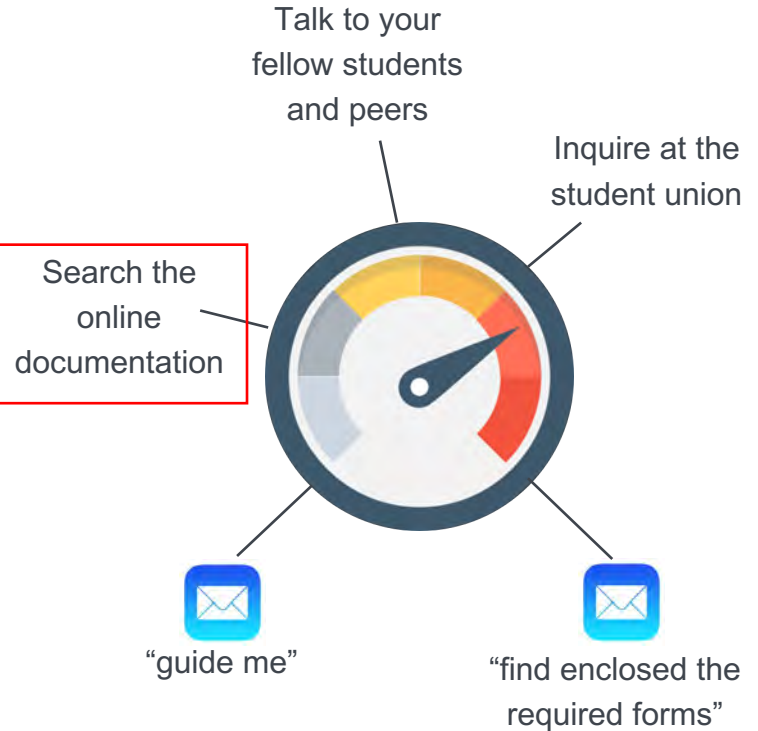 Talk to your
fellow students
and peers
Inquire at the
student union
Search the
online
documentation
“guide me”
“find enclosed the
required forms”